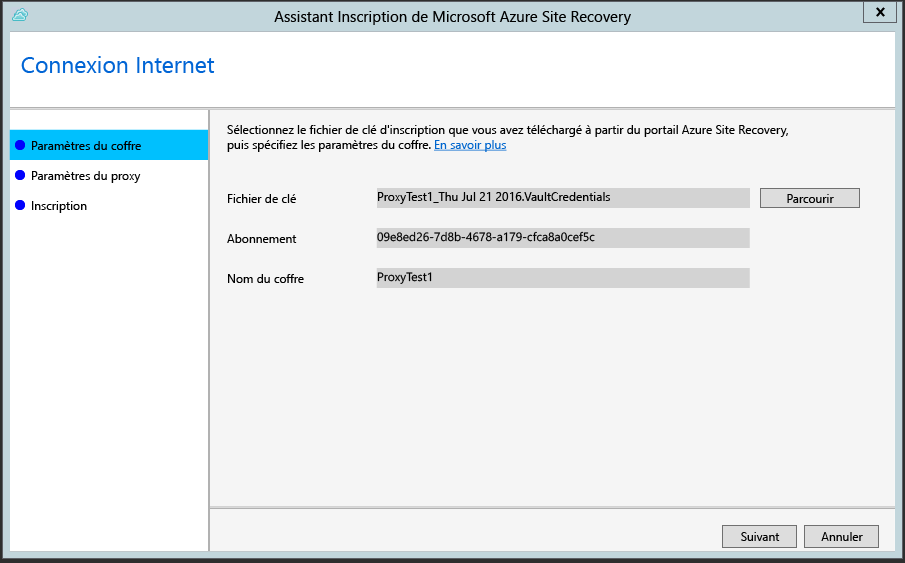 Assistant Inscription de Microsoft Azure Site Recovery
x
Connexion Internet
Paramètres du coffre
Paramètres du proxy
Inscription
Sélectionnez le fichier de clé d'inscription que vous avez téléchargé à partir du portail Azure Site Recovery,
puis spécifiez les paramètres du coffre. En savoir plus
Fichier de clé
ProxyTest1_Thu Jul 21 2016.VaultCredentials
Parcourir
Abonnement
09e8ed26-7d8b-4678-a179-cfca8a0cef5c
Nom du coffre
ProxyTest1
Suivant
Annuler